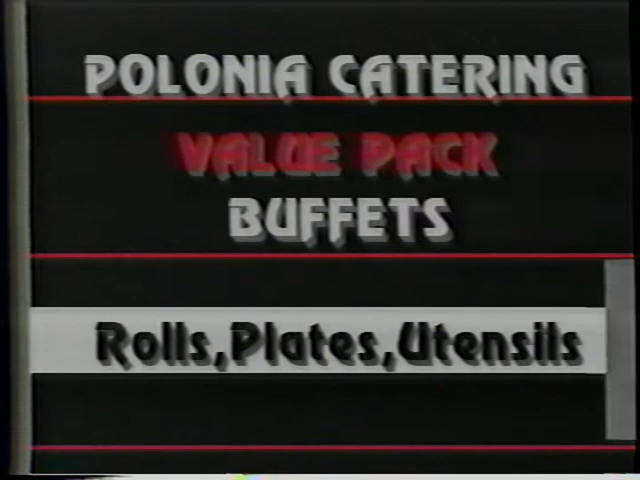 POLONIA CATERING
VALUE PACK
BUFFETS
Rolls,Plates,Utensils